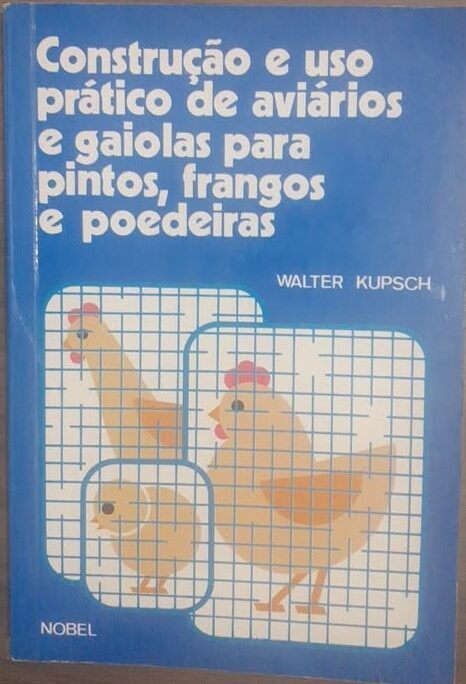 Construção e uso
prático de aviários
e gaiolas para
pintos, frangos
e poedeiras
WALTER KUPSCH
NOBEL